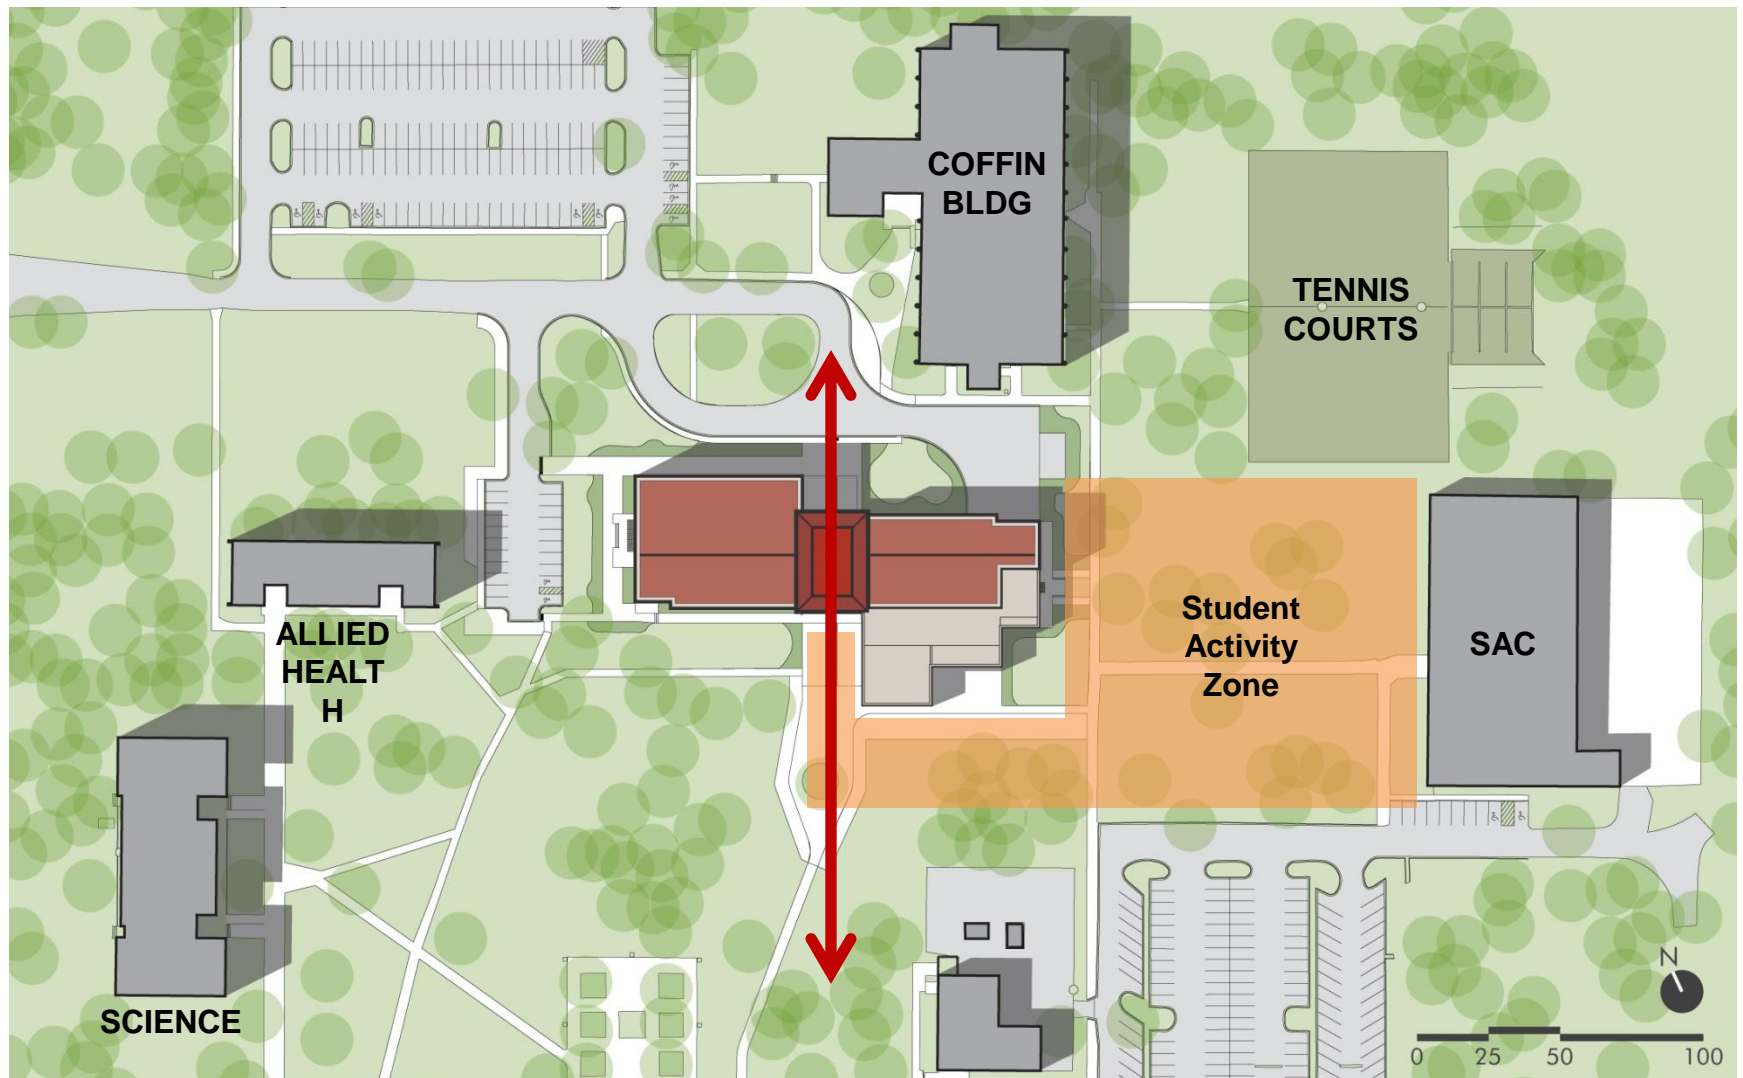 COFFIN
BLDG
TENNIS
COURTS
ALLIED
HEALT
H
Student
Activity
Zone
SAC
SCIENCE
N
0 25 50 100